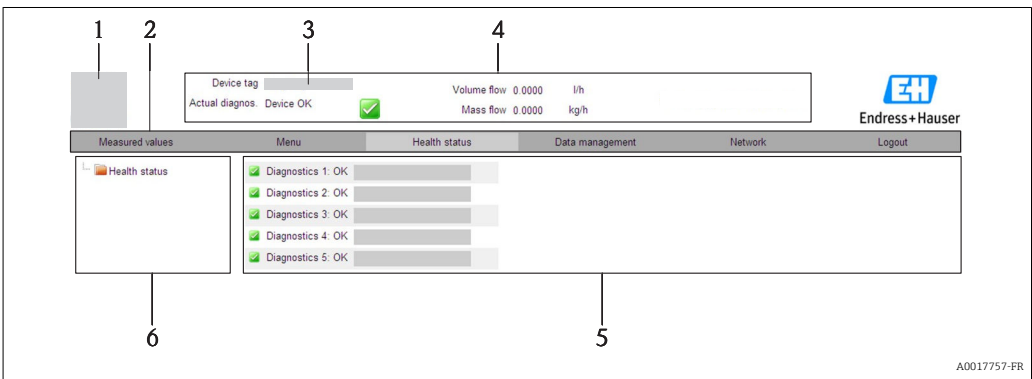 1 2 3 4
Device tag
Volume flow 0.0000 l/h
Actual diagnos. Device OK
Mass flow 0.0000 kg/h
EH
Endress+Hauser
Measured values Menu Health status Data management Network Logout
Health status
Diagnostics 1: OK
Diagnostics 2: OK
Diagnostics 3: OK
Diagnostics 4: OK
Diagnostics 5: OK
6 5
A0017757-FR